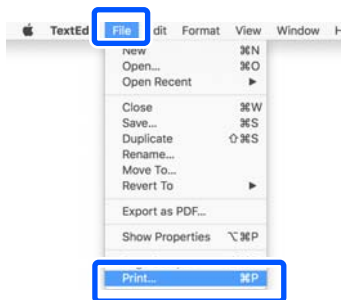 TextEd File dit Format View Window H
New ⌘N
Open... ⌘O
Open Recent ▶
Close ⌘W
Save... ⌘S
Duplicate ⇧⌘S
Rename...
Move To...
Revert To ▶
Export as PDF...
Show Properties ⌥⌘P
Print... ⌘P